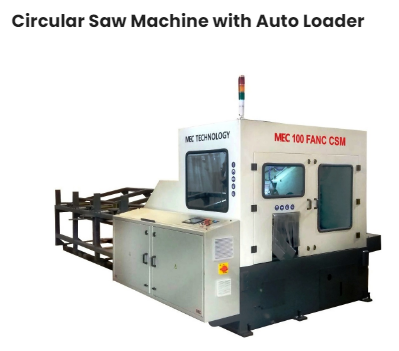 Circular Saw Machine with Auto Loader
MEC TECHNOLOGY
MEC 100 FANC CSM